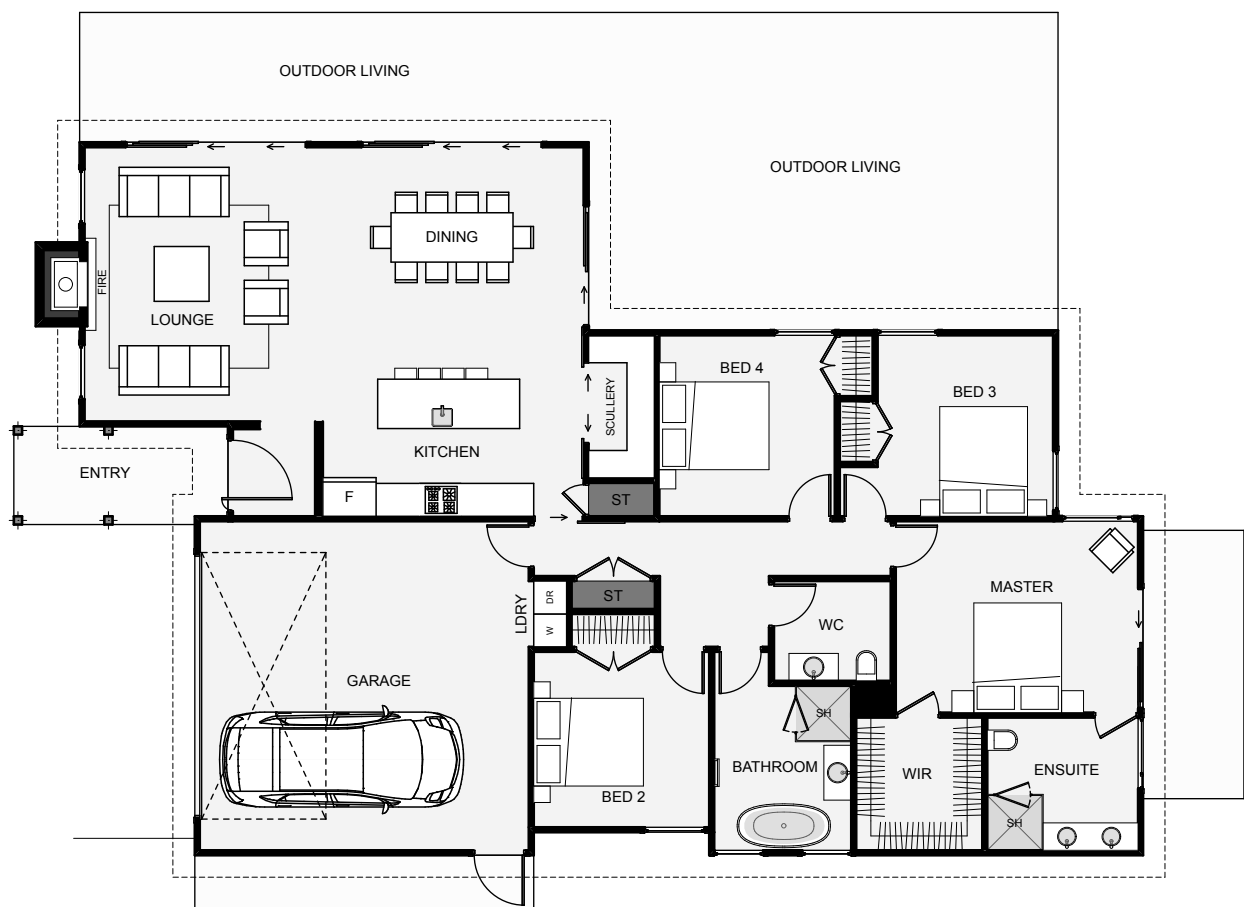 OUTDOOR LIVING
OUTDOOR LIVING
DINING
FIRE
LOUNGE
BED 4
BED 3
SCULLERY
KITCHEN
ENTRY
F
ST
MASTER
ST
DR
LDRY
W
WC
GARAGE
SH
BATHROOM
WIR
ENSUITE
BED 2
SH